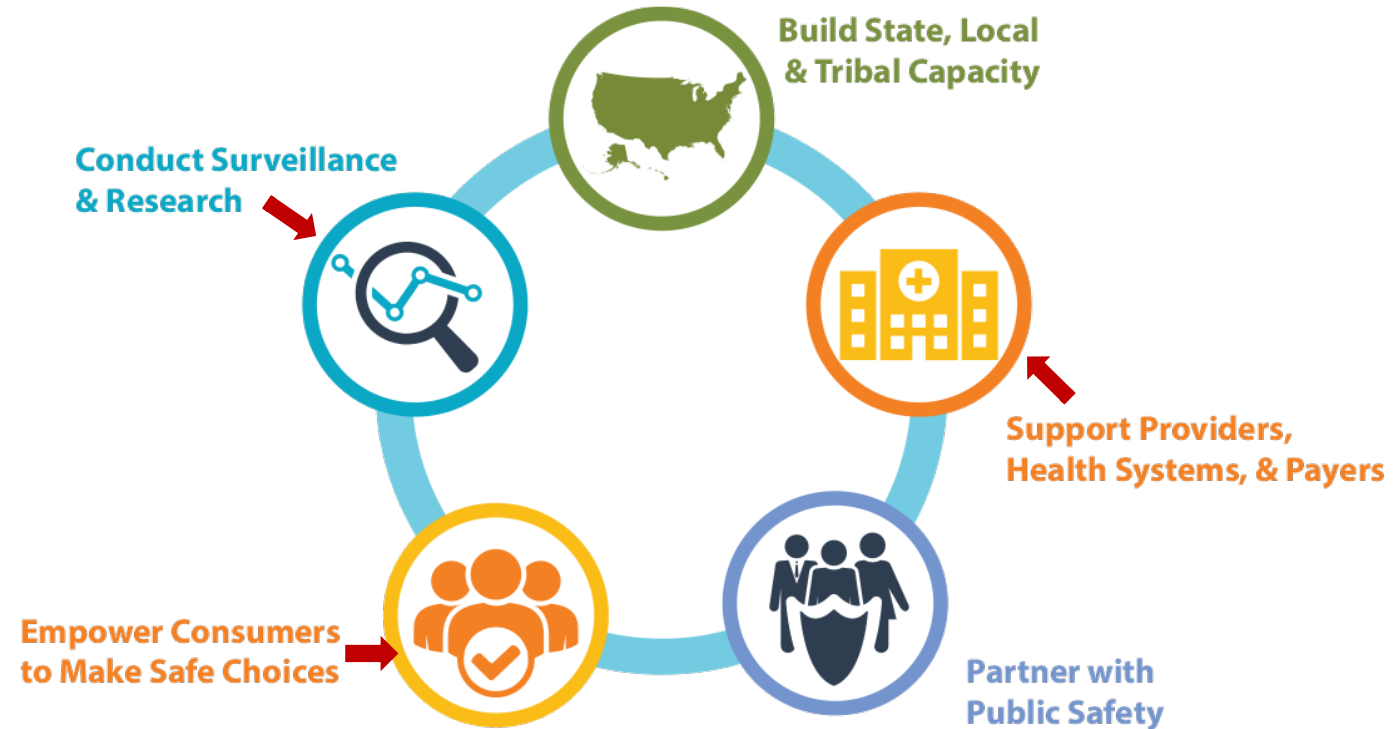 Build State, Local
& Tribal Capacity
Conduct Surveillance
& Research
Support Providers,
Health Systems, & Payers
Empower Consumers
to Make Safe Choices
Partner with
Public Safety